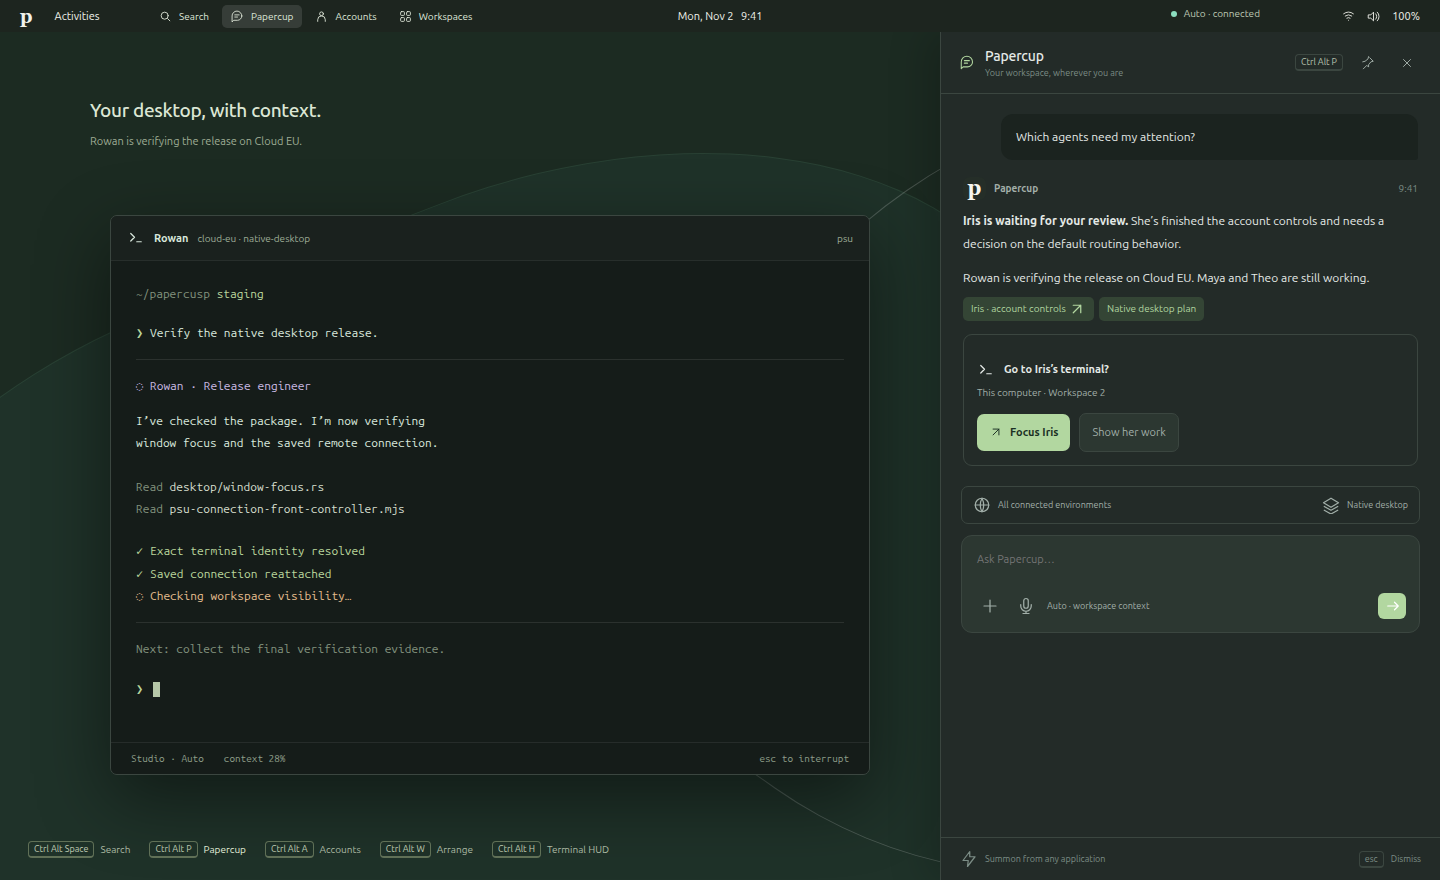 p Activities Search Papercup Accounts Workspaces Mon, Nov 2 9:41 Auto · connected 100%
Your desktop, with context.
Rowan is verifying the release on Cloud EU.
Rowan cloud-eu · native-desktop psu
~/papercusp staging
❯ Verify the native desktop release.
Rowan · Release engineer
I’ve checked the package. I’m now verifying
window focus and the saved remote connection.
Read desktop/window-focus.rs
Read psu-connection-front-controller.mjs
✓ Exact terminal identity resolved
✓ Saved connection reattached
Checking workspace visibility…
Next: collect the final verification evidence.
❯
Studio · Auto context 28% esc to interrupt
Ctrl Alt Space Search Ctrl Alt P Papercup Ctrl Alt A Accounts Ctrl Alt W Arrange Ctrl Alt H Terminal HUD
Papercup Ctrl Alt P
Your workspace, wherever you are
Which agents need my attention?
p Papercup 9:41
Iris is waiting for your review. She’s finished the account controls and needs a
decision on the default routing behavior.
Rowan is verifying the release on Cloud EU. Maya and Theo are still working.
Iris · account controls Native desktop plan
Go to Iris’s terminal?
This computer · Workspace 2
Focus Iris Show her work
All connected environments Native desktop
Ask Papercup…
Auto · workspace context
Summon from any application esc Dismiss